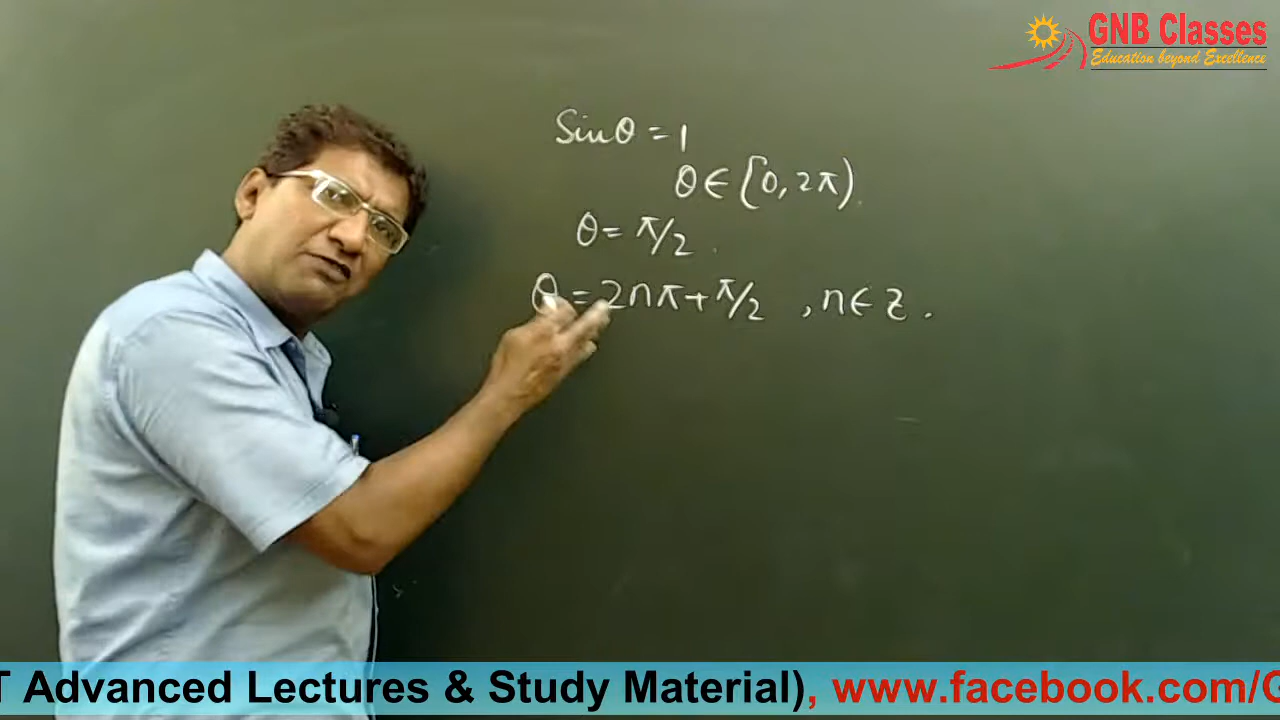 GNB Classes
Education beyond Excellence
Sinθ = 1
θ ∈ [0, 2π)
θ = π/2
θ = 2nπ + π/2 , n ∈ z .
T Advanced Lectures & Study Material), www.facebook.com/G